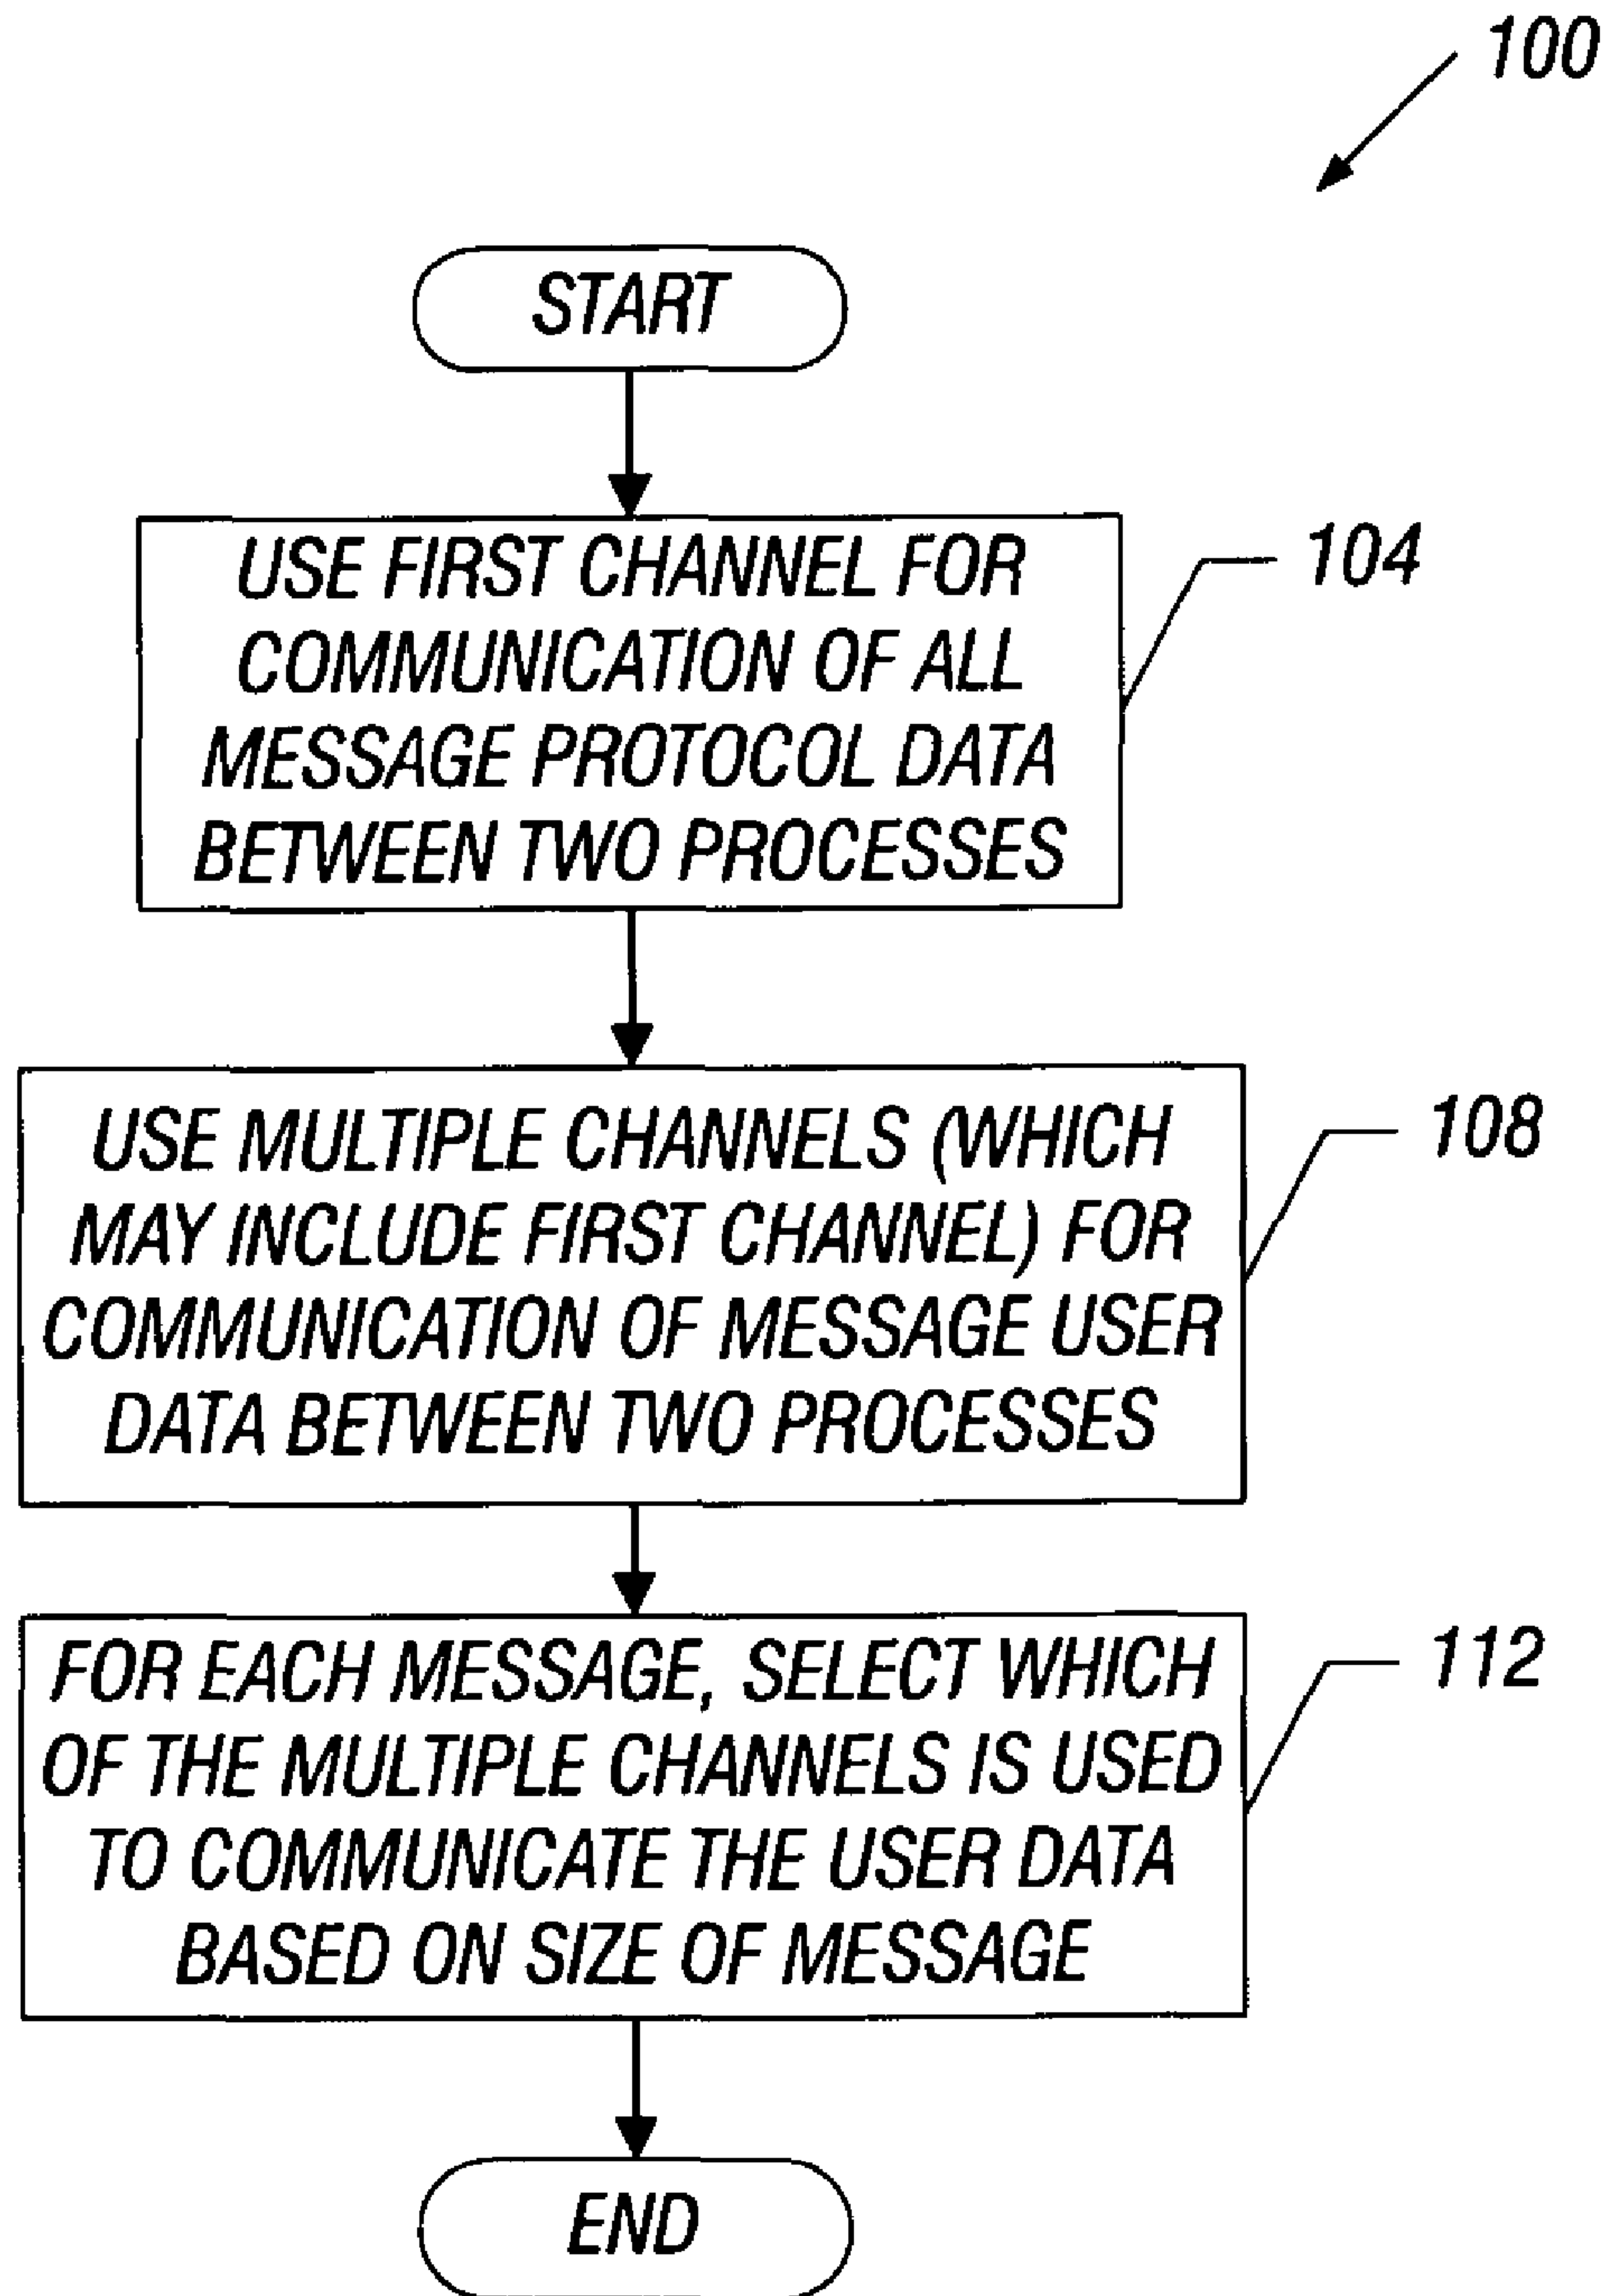 100
START
USE FIRST CHANNEL FOR
COMMUNICATION OF ALL
MESSAGE PROTOCOL DATA
BETWEEN TWO PROCESSES
104
USE MULTIPLE CHANNELS (WHICH
MAY INCLUDE FIRST CHANNEL) FOR
COMMUNICATION OF MESSAGE USER
DATA BETWEEN TWO PROCESSES
108
FOR EACH MESSAGE, SELECT WHICH
OF THE MULTIPLE CHANNELS IS USED
TO COMMUNICATE THE USER DATA
BASED ON SIZE OF MESSAGE
112
END